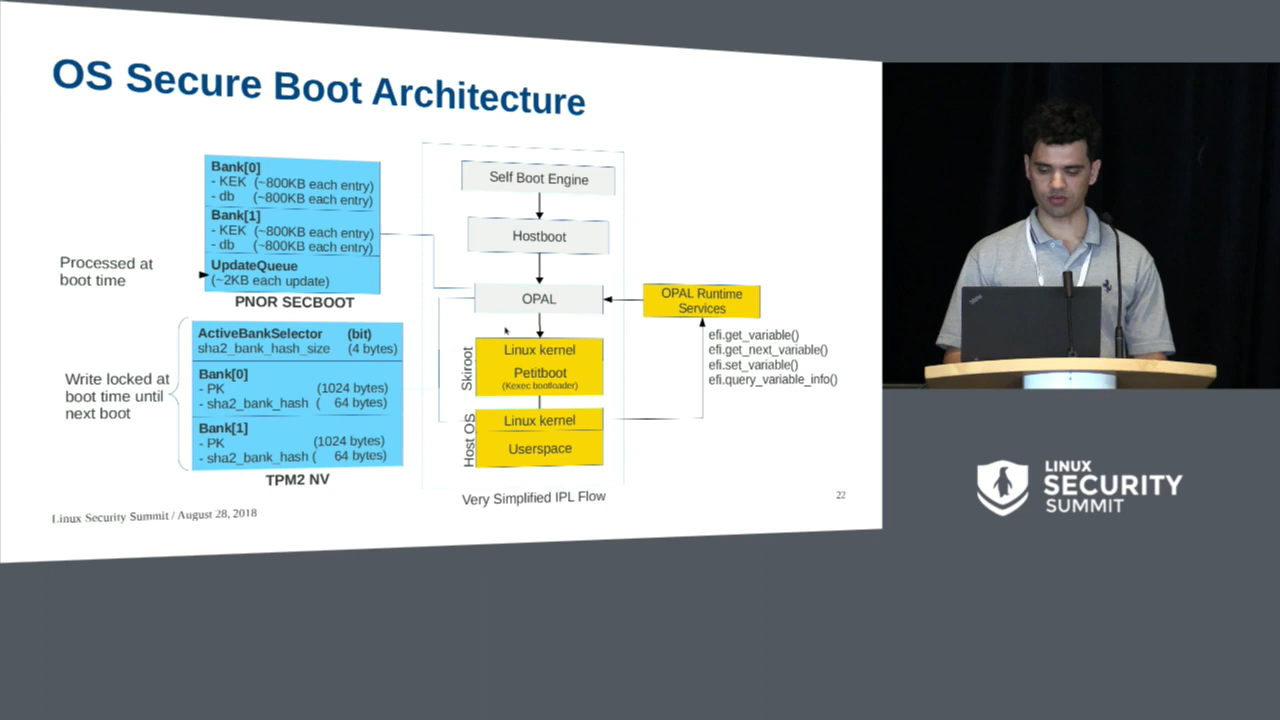 OS Secure Boot Architecture
Bank[0]
- KEK (~800KB each entry)
- db (~800KB each entry)
Bank[1]
- KEK (~800KB each entry)
- db (~800KB each entry)
UpdateQueue
(~2KB each update)
PNOR SECBOOT
Processed at
boot time
ActiveBankSelector (bit)
sha2_bank_hash_size (4 bytes)
Bank[0]
- PK (1024 bytes)
- sha2_bank_hash ( 64 bytes)
Bank[1]
- PK (1024 bytes)
- sha2_bank_hash ( 64 bytes)
TPM2 NV
Write locked at
boot time until
next boot
Self Boot Engine
Hostboot
OPAL
Skiroot
Linux kernel
Petitboot
(Kexec bootloader)
Host OS
Linux kernel
Userspace
Very Simplified IPL Flow
OPAL Runtime
Services
efi.get_variable()
efi.get_next_variable()
efi.set_variable()
efi.query_variable_info()
Linux Security Summit / August 28, 2018
22
LINUX
SECURITY
SUMMIT